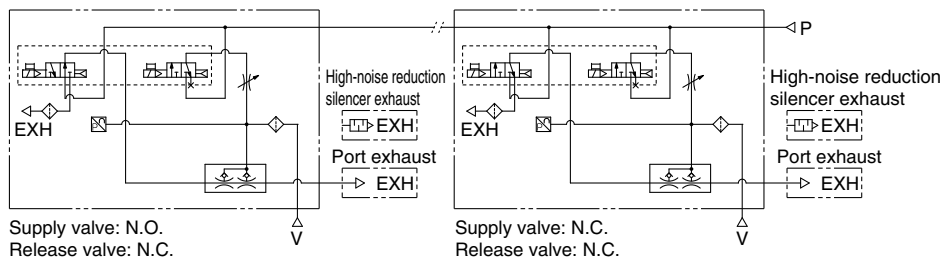 P
High-noise reduction
silencer exhaust
EXH
EXH
Port exhaust
EXH
V
Supply valve: N.O.
Release valve: N.C.
High-noise reduction
silencer exhaust
EXH
EXH
Port exhaust
EXH
V
Supply valve: N.C.
Release valve: N.C.